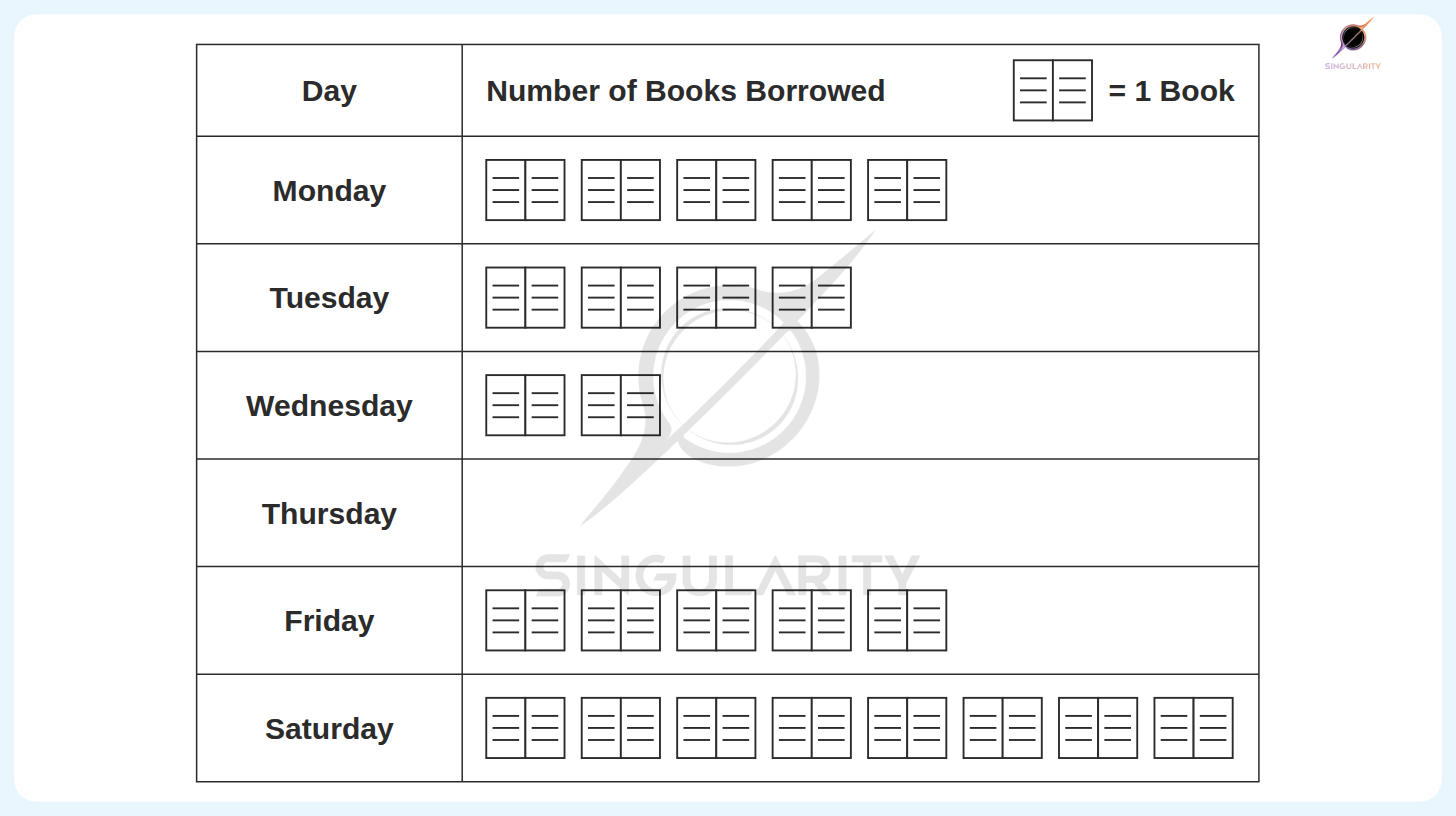 SINGULARITY
Day
Number of Books Borrowed
= 1 Book
Monday
Tuesday
Wednesday
Thursday
SINGULARITY
Friday
Saturday